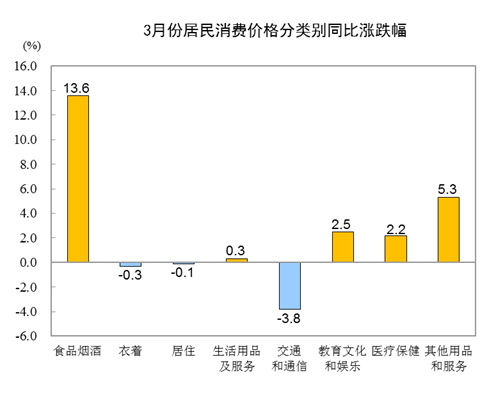 3月份居民消费价格分类别同比涨跌幅
(%)
16.0
14.0
12.0
10.0
8.0
6.0
4.0
2.0
0.0
-2.0
-4.0
-6.0
13.6
-0.3
-0.1
0.3
-3.8
2.5
2.2
5.3
食品烟酒
衣着
居住
生活用品
及服务
交通
和通信
教育文化
和娱乐
医疗保健
其他用品
和服务